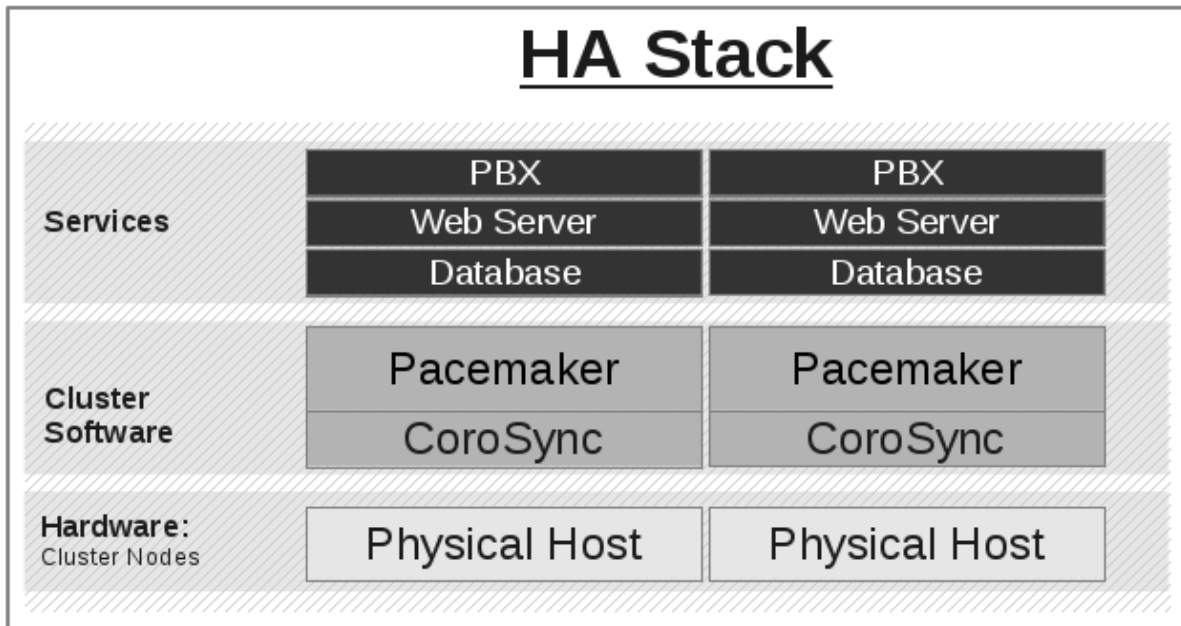 HA Stack
Services
PBX
PBX
Web Server
Web Server
Database
Database
Cluster
Software
Pacemaker
Pacemaker
CoroSync
CoroSync
Hardware:
Cluster Nodes
Physical Host
Physical Host